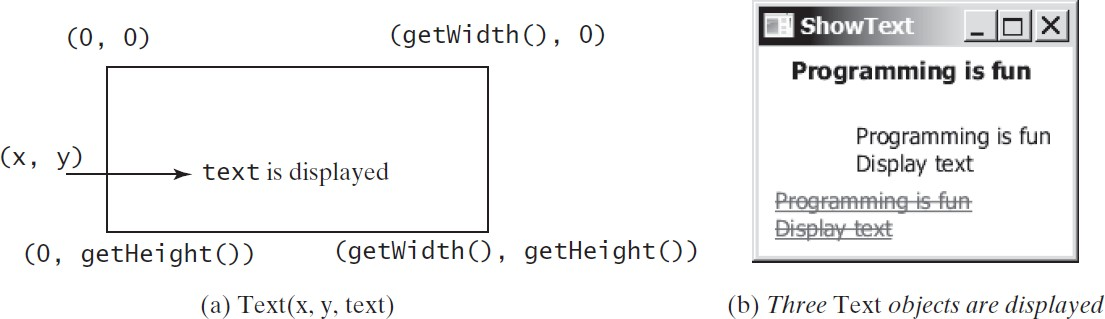 (0, 0)
(getWidth(), 0)
(x, y)
text is displayed
(0, getHeight())
(getWidth(), getHeight())
(a) Text(x, y, text)
ShowText
Programming is fun
Programming is fun
Display text
Programming is fun
Display text
(b) Three Text objects are displayed